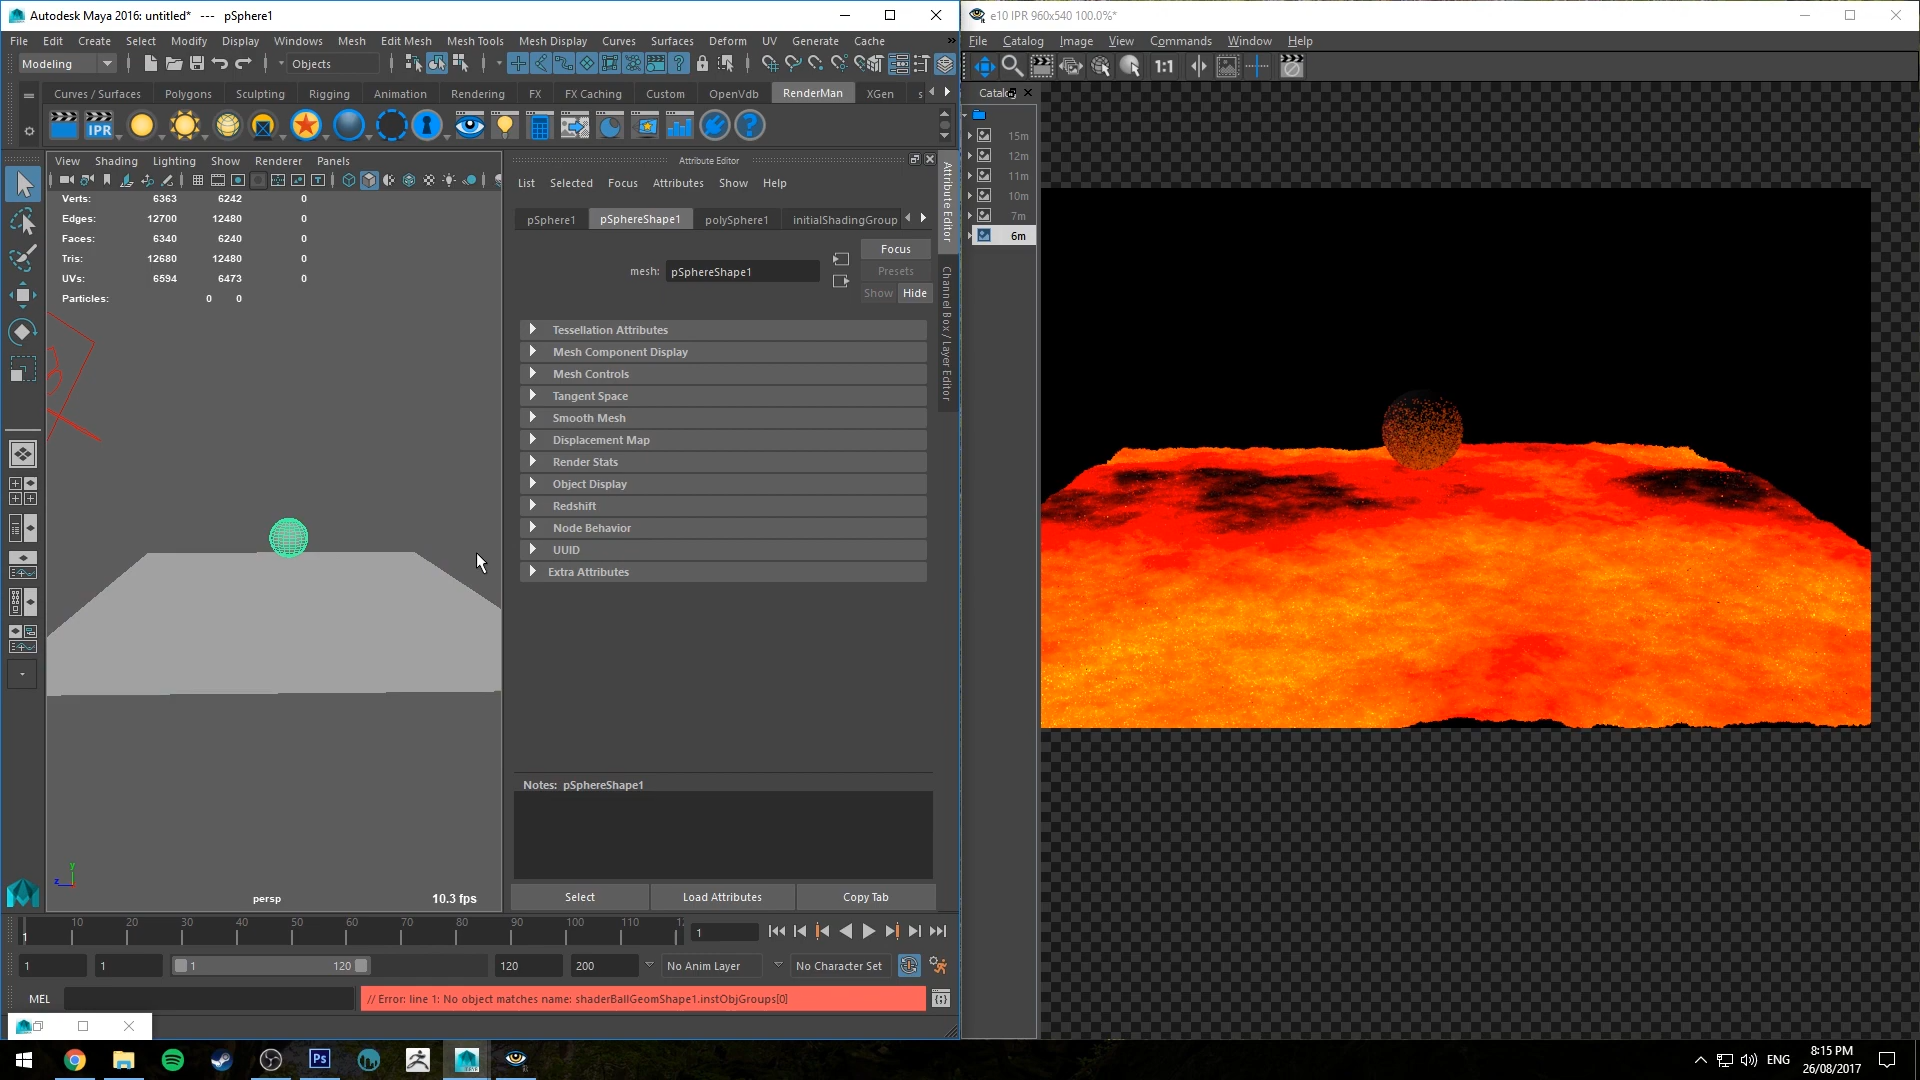 Autodesk Maya 2016: untitled*   ---   pSphere1
File Edit Create Select Modify Display Windows Mesh Edit Mesh Mesh Tools Mesh Display Curves Surfaces Deform UV Generate Cache »
Modeling Objects
Curves / Surfaces Polygons Sculpting Rigging Animation Rendering FX FX Caching Custom OpenVdb RenderMan XGen s
IPR
View Shading Lighting Show Renderer Panels
Verts: 6363 6242 0
Edges: 12700 12480 0
Faces: 6340 6240 0
Tris: 12680 12480 0
UVs: 6594 6473 0
Particles: 0 0
y
z
persp
10.3 fps
Attribute Editor
List Selected Focus Attributes Show Help
pSphere1 pSphereShape1 polySphere1 initialShadingGroup
mesh: pSphereShape1
Focus
Presets
Show Hide
Tessellation Attributes
Mesh Component Display
Mesh Controls
Tangent Space
Smooth Mesh
Displacement Map
Render Stats
Object Display
Redshift
Node Behavior
UUID
Extra Attributes
Notes: pSphereShape1
Select Load Attributes Copy Tab
Attribute Editor
Channel Box / Layer Editor
1 10 20 30 40 50 60 70 80 90 100 110 12
1
1 1 1 120 120 200 No Anim Layer No Character Set
MEL
// Error: line 1: No object matches name: shaderBallGeomShape1.instObjGroups[0]
e10 IPR 960x540 100.0%*
File Catalog Image View Commands Window Help
1:1
Catalo
15m
12m
11m
10m
7m
6m
Ps
ENG
8:15 PM
26/08/2017